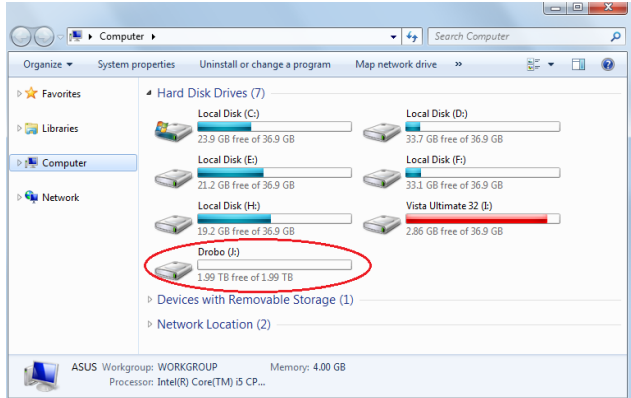 Computer
Search Computer
Organize
System properties
Uninstall or change a program
Map network drive
»
Favorites
Libraries
Computer
Network
Hard Disk Drives (7)
Local Disk (C:)
23.9 GB free of 36.9 GB
Local Disk (D:)
33.7 GB free of 36.9 GB
Local Disk (E:)
21.2 GB free of 36.9 GB
Local Disk (F:)
33.1 GB free of 36.9 GB
Local Disk (H:)
19.2 GB free of 36.9 GB
Vista Ultimate 32 (I:)
2.86 GB free of 36.9 GB
Drobo (J:)
1.99 TB free of 1.99 TB
Devices with Removable Storage (1)
Network Location (2)
ASUS Workgroup: WORKGROUP Memory: 4.00 GB
Processor: Intel(R) Core(TM) i5 CP...